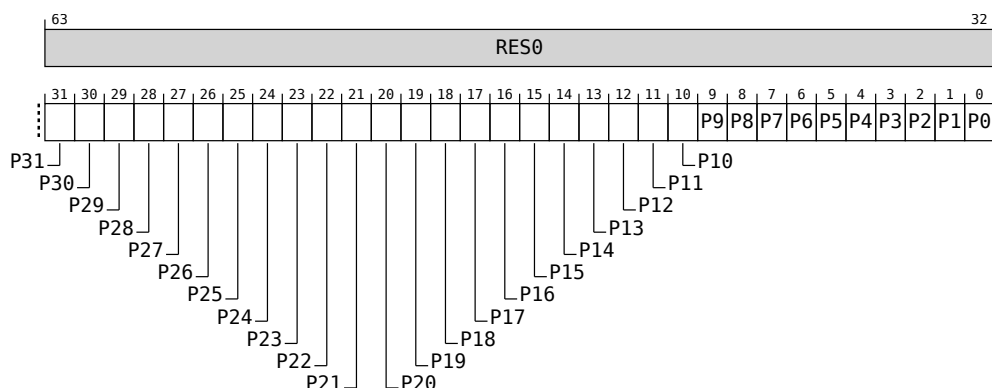 63 32
RES0
31 30 29 28 27 26 25 24 23 22 21 20 19 18 17 16 15 14 13 12 11 10 9 8 7 6 5 4 3 2 1 0
P9 P8 P7 P6 P5 P4 P3 P2 P1 P0
P31 P10
P30 P11
P29 P12
P28 P13
P27 P14
P26 P15
P25 P16
P24 P17
P23 P18
P22 P19
P21 P20